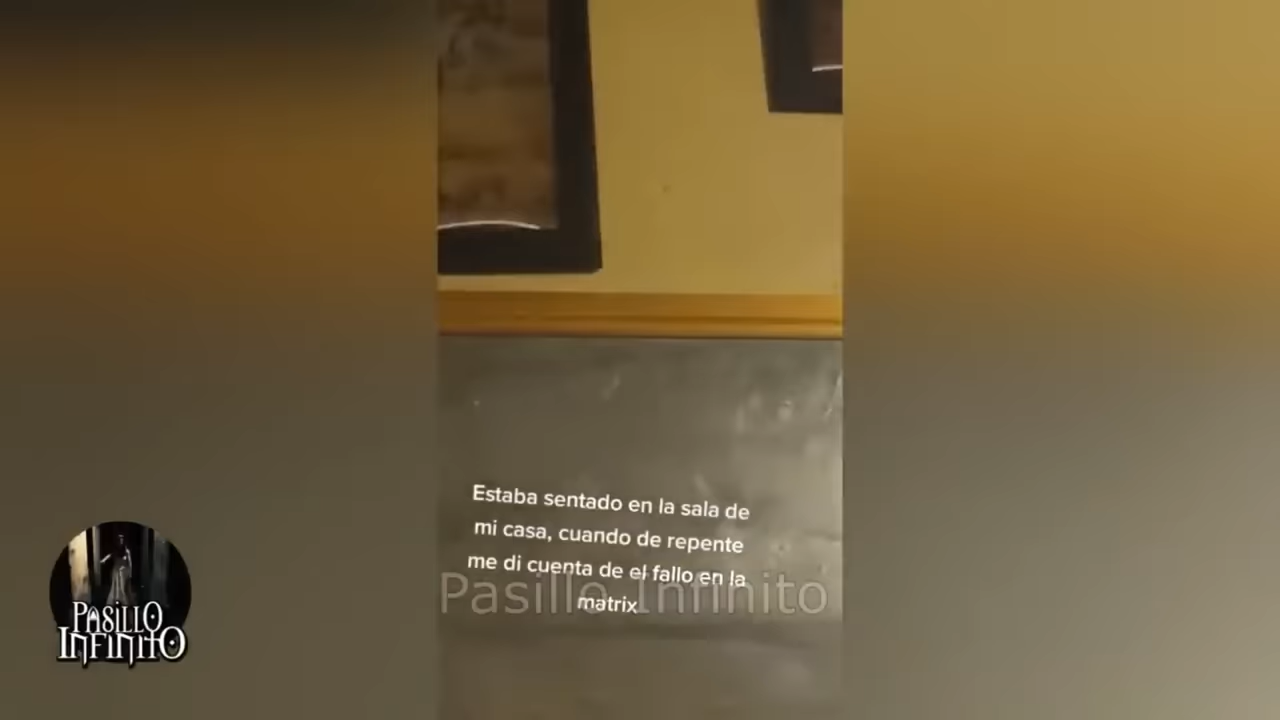 Estaba sentado en la sala de
mi casa, cuando de repente
me di cuenta de el fallo en la
matrix
Pasillo Infinito
PASILLO
INFINITO